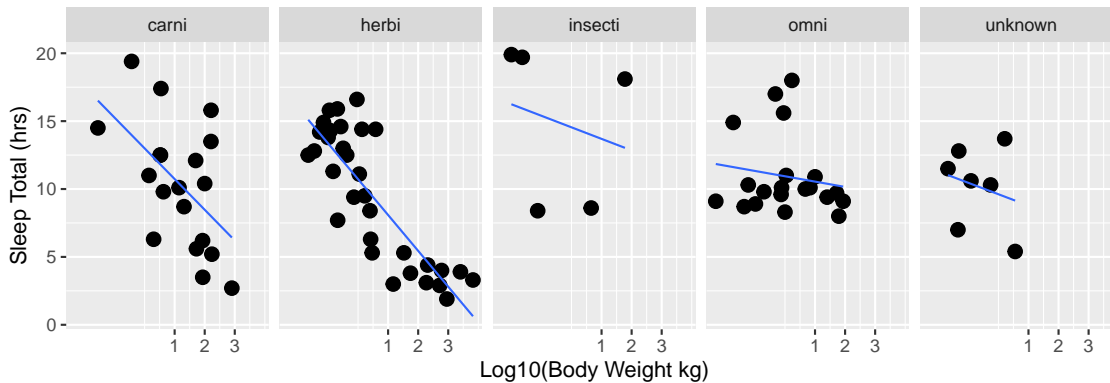 carni herbi insecti omni unknown
20
15
10
5
0
Sleep Total (hrs)
1 2 3 1 2 3 1 2 3 1 2 3 1 2 3
Log10(Body Weight kg)